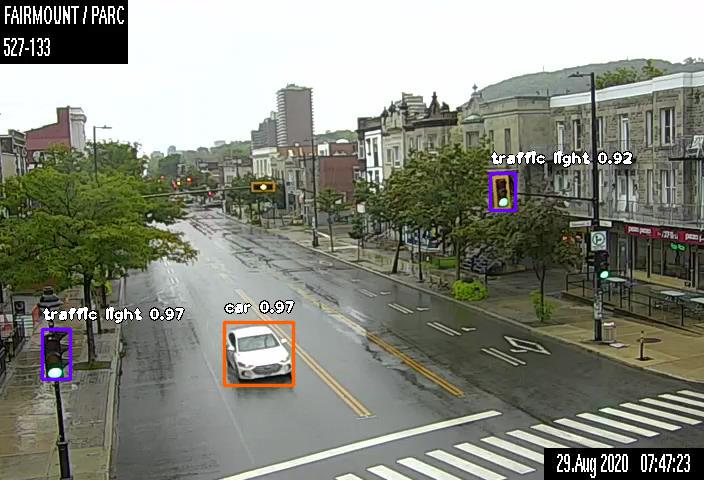 FAIRMOUNT / PARC
527-133
traffic light 0.92
traffic light 0.97
car 0.97
29.Aug 2020 07:47:23